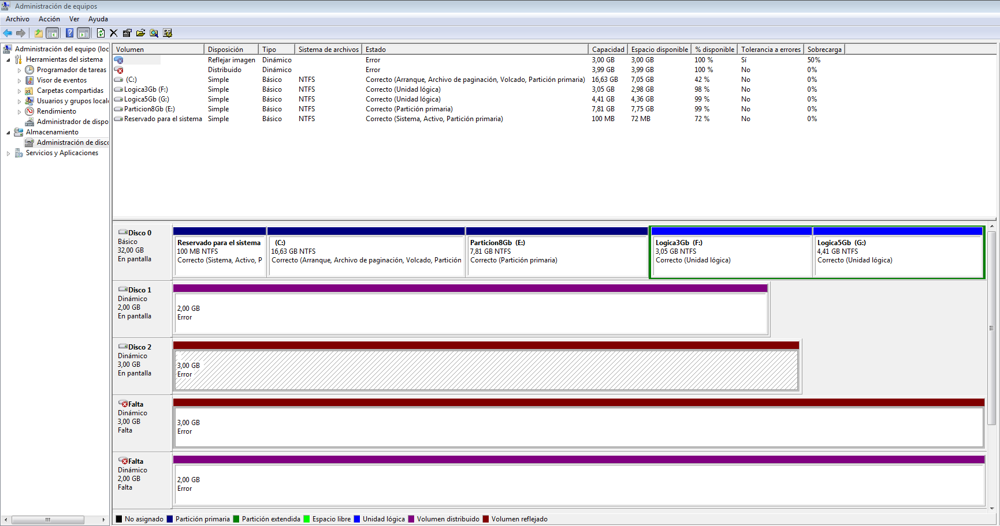 Administración de equipos
Archivo Acción Ver Ayuda
Administración del equipo (loc
Herramientas del sistema
Programador de tareas
Visor de eventos
Carpetas compartidas
Usuarios y grupos local
Rendimiento
Administrador de dispo
Almacenamiento
Administración de disc
Servicios y Aplicaciones
Volumen Disposición Tipo Sistema de archivos Estado Capacidad Espacio disponible % disponible Tolerancia a errores Sobrecarga
Reflejar imagen Dinámico Error 3,00 GB 3,00 GB 100 % Sí 50%
Distribuido Dinámico Error 3,99 GB 3,99 GB 100 % No 0%
(C:) Simple Básico NTFS Correcto (Arranque, Archivo de paginación, Volcado, Partición primaria) 16,63 GB 7,05 GB 42 % No 0%
Logica3Gb (F:) Simple Básico NTFS Correcto (Unidad lógica) 3,05 GB 2,98 GB 98 % No 0%
Logica5Gb (G:) Simple Básico NTFS Correcto (Unidad lógica) 4,41 GB 4,36 GB 99 % No 0%
Particion8Gb (E:) Simple Básico NTFS Correcto (Partición primaria) 7,81 GB 7,75 GB 99 % No 0%
Reservado para el sistema Simple Básico NTFS Correcto (Sistema, Activo, Partición primaria) 100 MB 72 MB 72 % No 0%
Disco 0
Básico
32,00 GB
En pantalla
Reservado para el sistema
100 MB NTFS
Correcto (Sistema, Activo, P
(C:)
16,63 GB NTFS
Correcto (Arranque, Archivo de paginación, Volcado, Partición
Particion8Gb (E:)
7,81 GB NTFS
Correcto (Partición primaria)
Logica3Gb (F:)
3,05 GB NTFS
Correcto (Unidad lógica)
Logica5Gb (G:)
4,41 GB NTFS
Correcto (Unidad lógica)
Disco 1
Dinámico
2,00 GB
En pantalla
2,00 GB
Error
Disco 2
Dinámico
3,00 GB
En pantalla
3,00 GB
Error
Falta
Dinámico
3,00 GB
Falta
3,00 GB
Error
Falta
Dinámico
2,00 GB
Falta
2,00 GB
Error
No asignado Partición primaria Partición extendida Espacio libre Unidad lógica Volumen distribuido Volumen reflejado